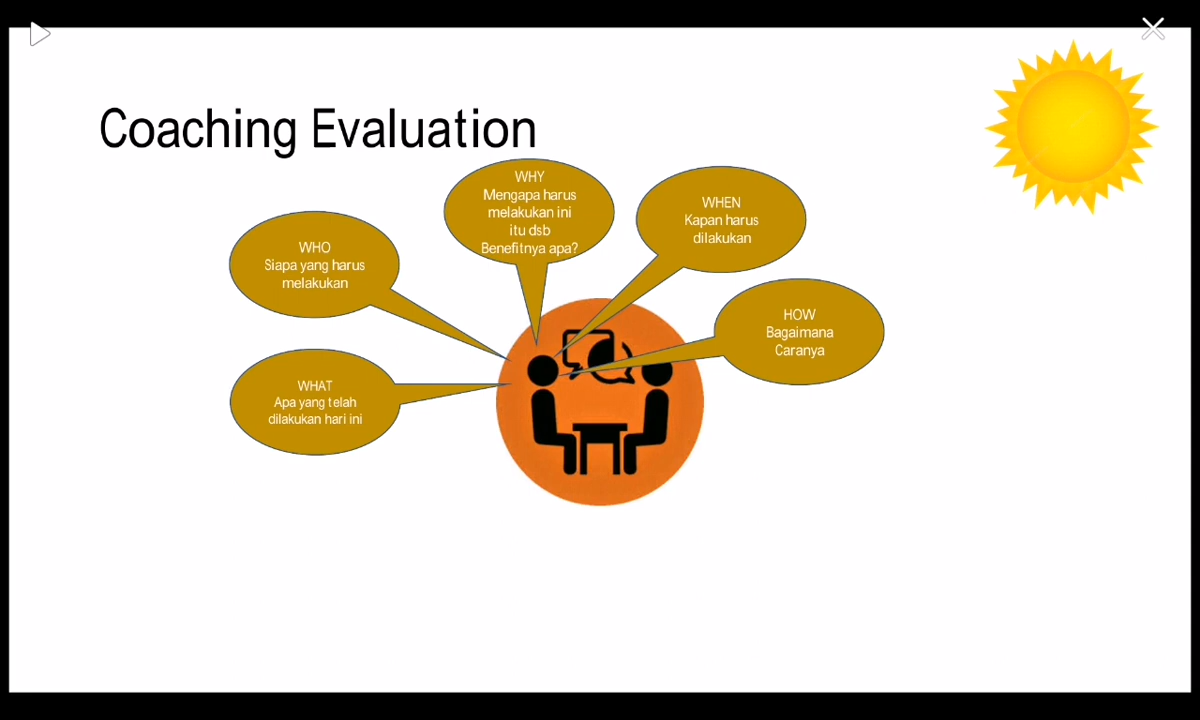 Coaching Evaluation
WHY
Mengapa harus
melakukan ini
itu dsb
Benefitnya apa?
WHEN
Kapan harus
dilakukan
WHO
Siapa yang harus
melakukan
HOW
Bagaimana
Caranya
WHAT
Apa yang telah
dilakukan hari ini